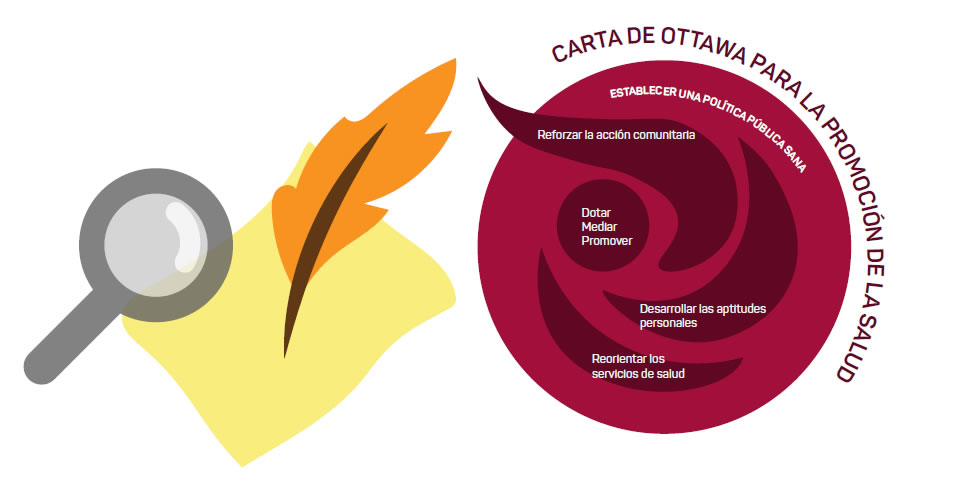 CARTA DE OTTAWA PARA LA PROMOCIÓN DE LA SALUD
ESTABLECER UNA POLÍTICA PÚBLICA SANA
Reforzar la acción comunitaria
Dotar
Mediar
Promover
Desarrollar las aptitudes
personales
Reorientar los
servicios de salud